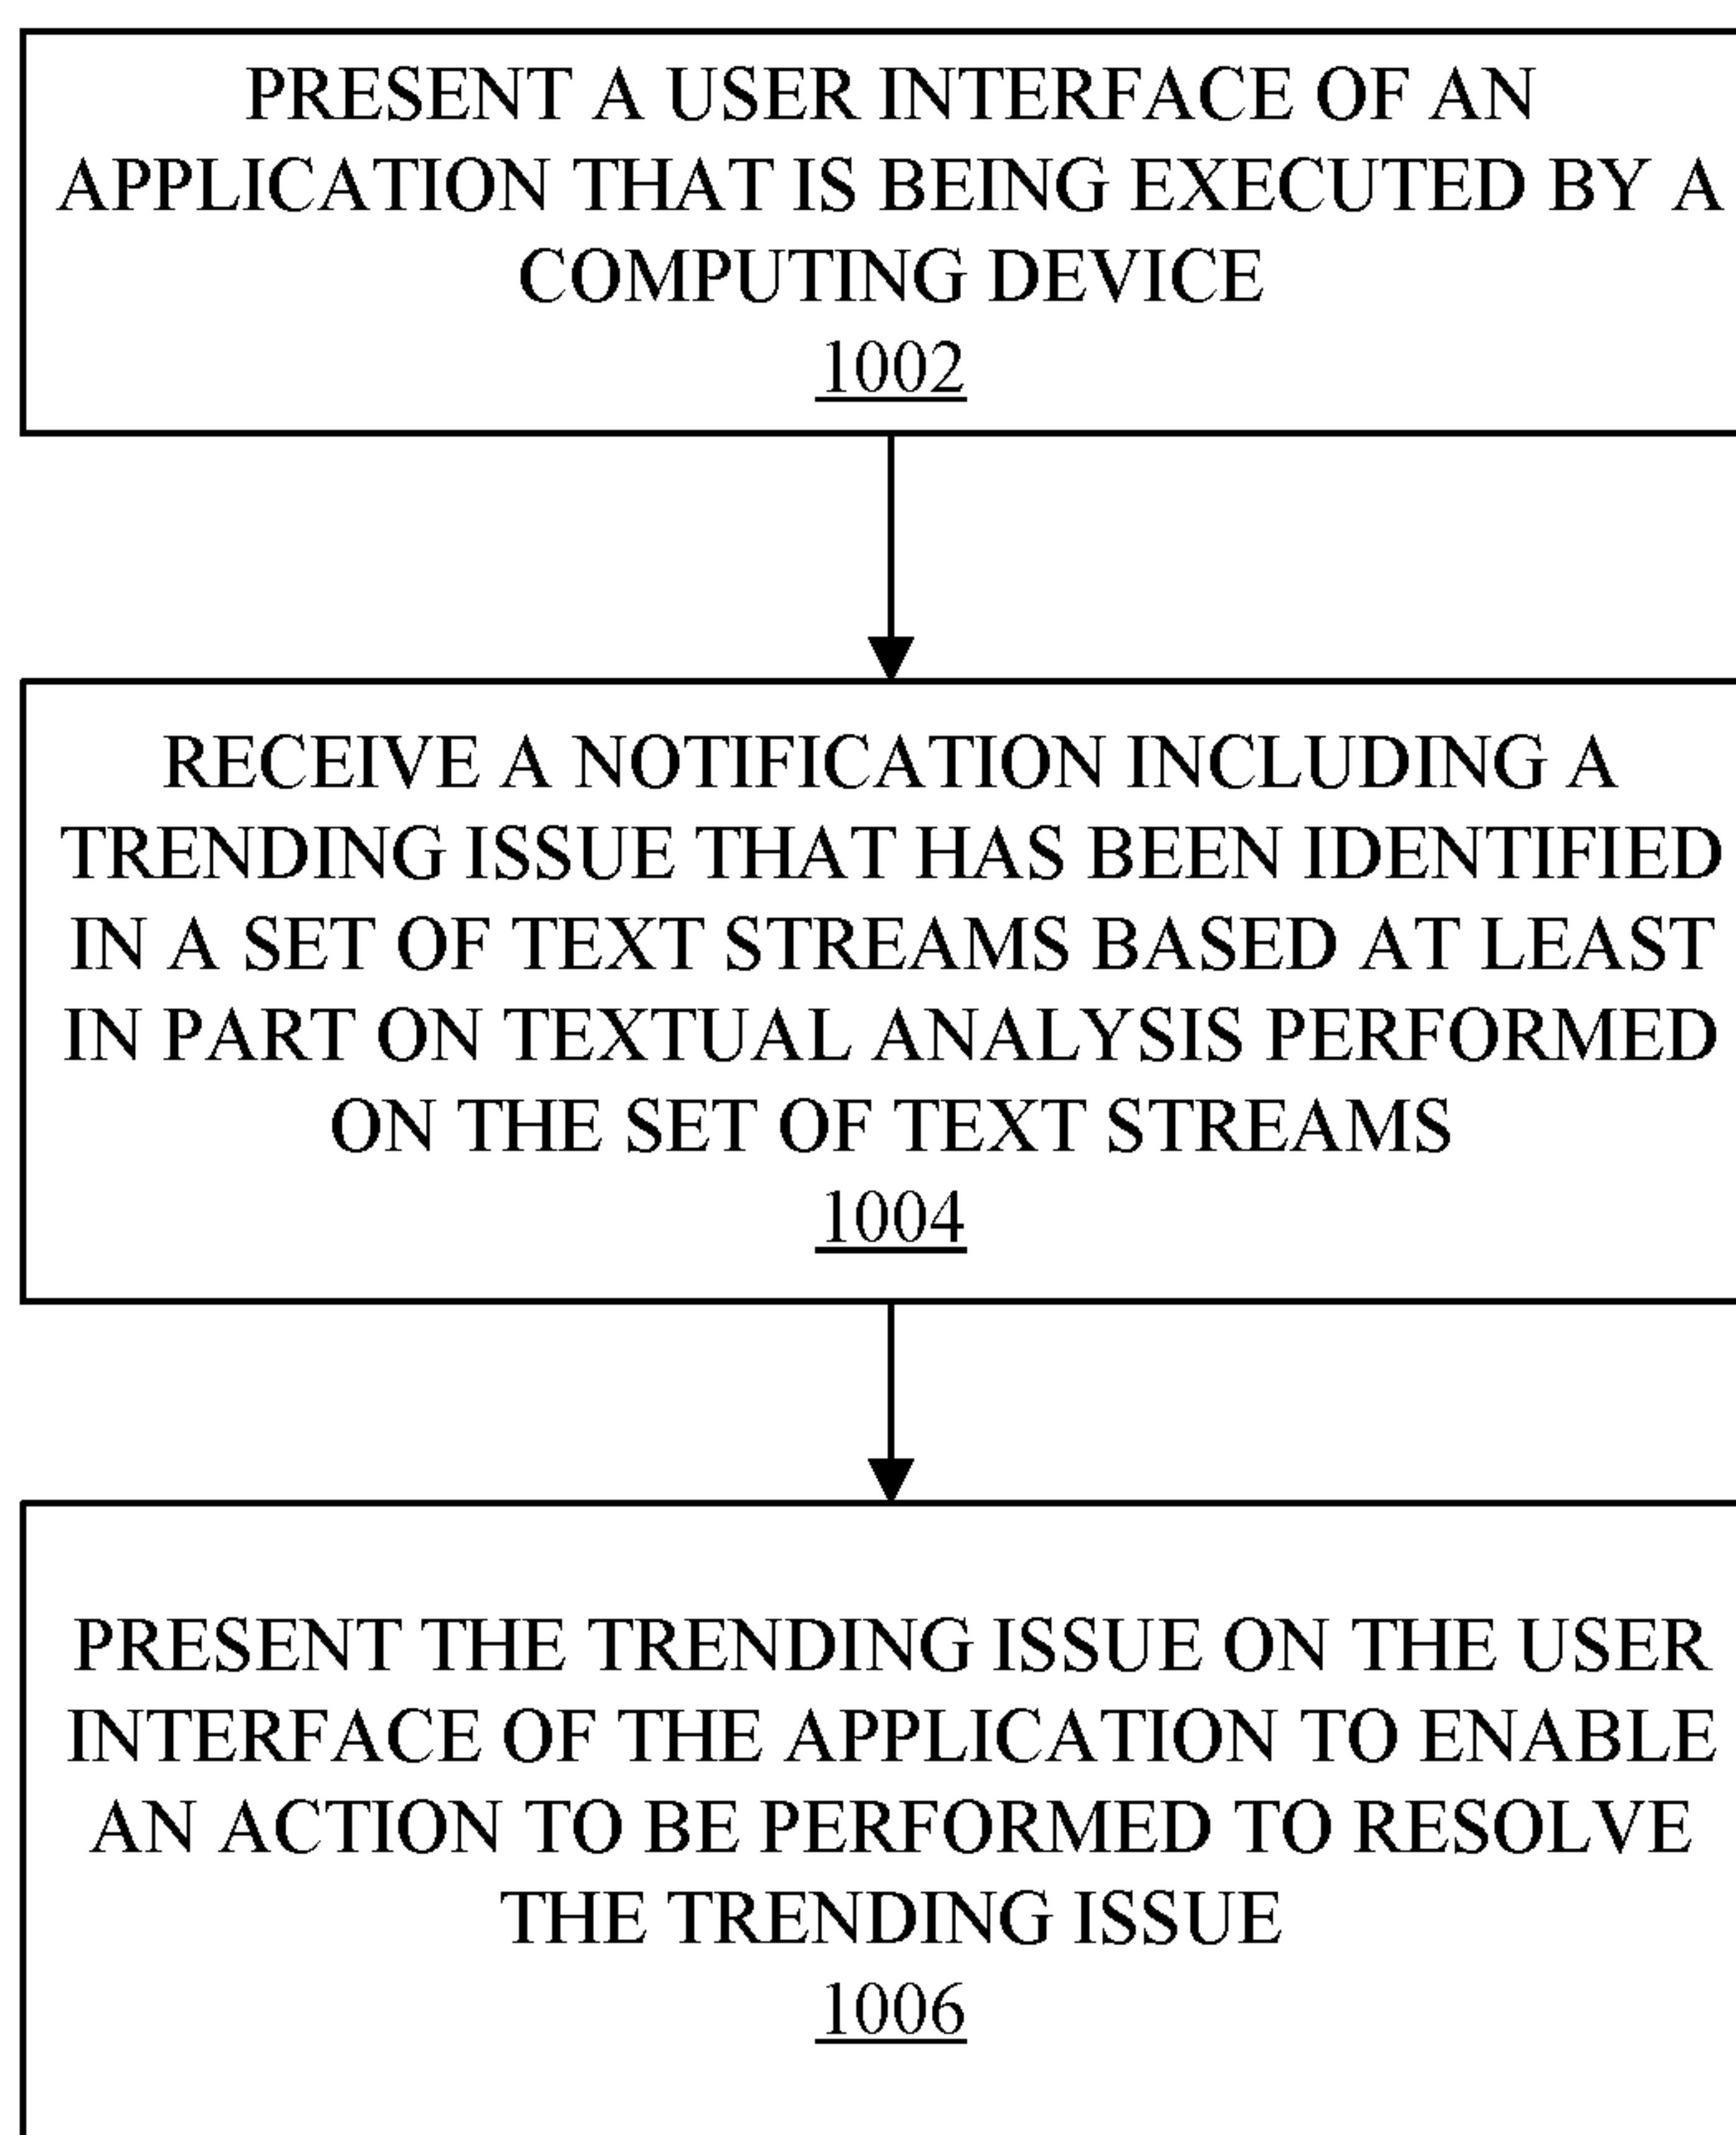 PRESENT A USER INTERFACE OF AN
APPLICATION THAT IS BEING EXECUTED BY A
COMPUTING DEVICE
1002
RECEIVE A NOTIFICATION INCLUDING A
TRENDING ISSUE THAT HAS BEEN IDENTIFIED
IN A SET OF TEXT STREAMS BASED AT LEAST
IN PART ON TEXTUAL ANALYSIS PERFORMED
ON THE SET OF TEXT STREAMS
1004
PRESENT THE TRENDING ISSUE ON THE USER
INTERFACE OF THE APPLICATION TO ENABLE
AN ACTION TO BE PERFORMED TO RESOLVE
THE TRENDING ISSUE
1006